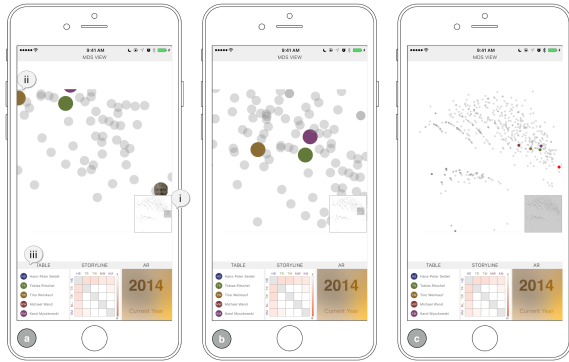 9:41 AM
MDS VIEW
ii
i
iii
TABLE STORYLINE AR
Hans-Peter Seidel
Tobias Ritschel
Tino Weinkauf
Michael Wand
Karol Myszkowski
2014
Current Year
a
9:41 AM
MDS VIEW
TABLE STORYLINE AR
Hans-Peter Seidel
Tobias Ritschel
Tino Weinkauf
Michael Wand
Karol Myszkowski
2014
Current Year
b
9:41 AM
MDS VIEW
TABLE STORYLINE AR
Hans-Peter Seidel
Tobias Ritschel
Tino Weinkauf
Michael Wand
Karol Myszkowski
2014
Current Year
c